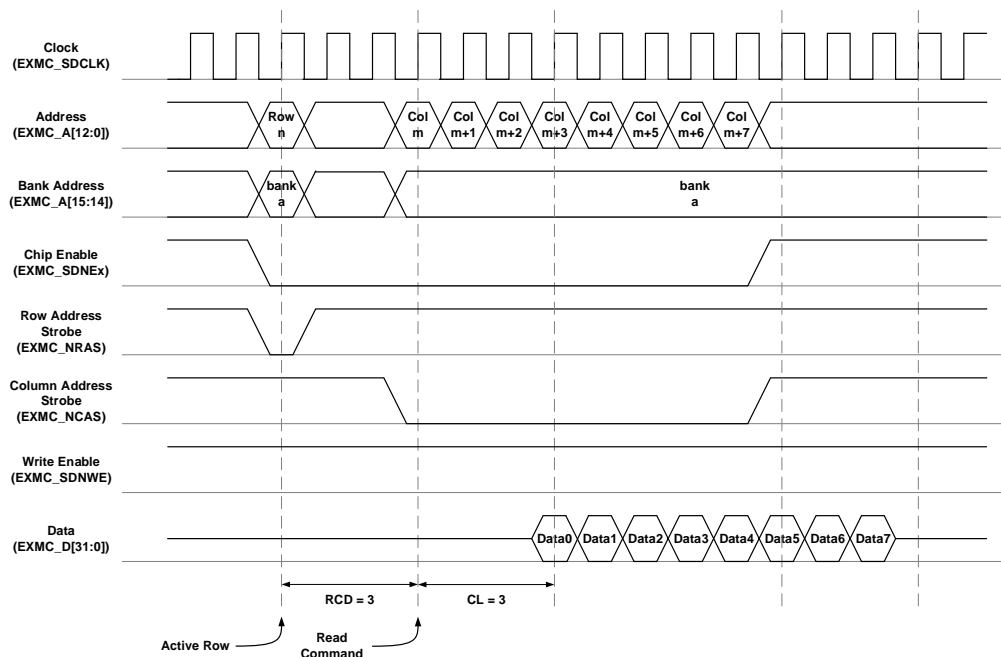 Clock
(EXMC_SDCLK)
Address
(EXMC_A[12:0])
Row
n
Col
m
Col
m+1
Col
m+2
Col
m+3
Col
m+4
Col
m+5
Col
m+6
Col
m+7
Bank Address
(EXMC_A[15:14])
bank
a
bank
a
Chip Enable
(EXMC_SDNEx)
Row Address
Strobe
(EXMC_NRAS)
Column Address
Strobe
(EXMC_NCAS)
Write Enable
(EXMC_SDNWE)
Data
(EXMC_D[31:0])
Data0 Data1 Data2 Data3 Data4 Data5 Data6 Data7
RCD = 3
CL = 3
Active Row
Read
Command